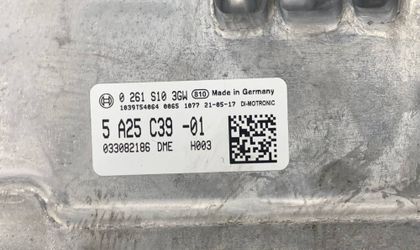 0 261 S10 3GW 810 Made in Germany
1039TS4064 0065 1077 21-05-17 DI-MOTRONIC
5 A25 C39 -01
033082186 DME H003